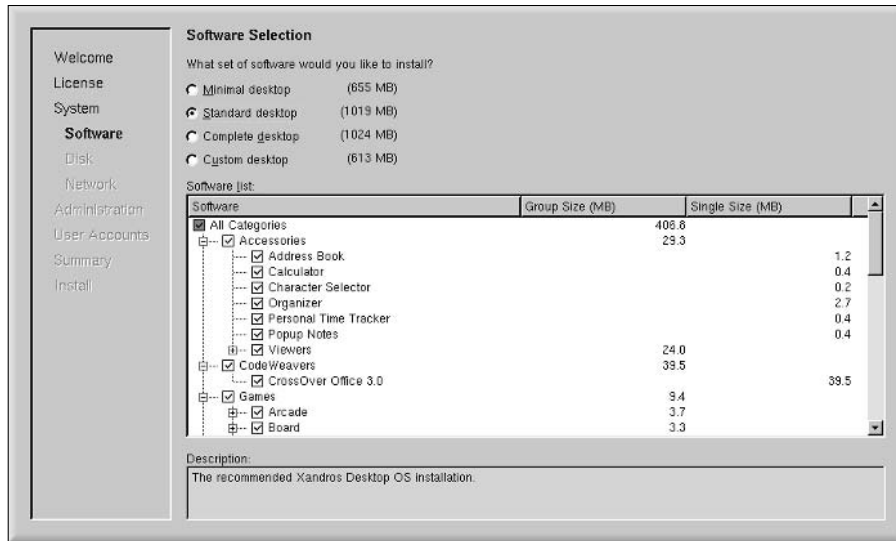 Welcome
License
System
Software
Disk
Network
Administration
User Accounts
Summary
Install
Software Selection
What set of software would you like to install?
Minimal desktop (655 MB)
Standard desktop (1019 MB)
Complete desktop (1024 MB)
Custom desktop (613 MB)
Software list:
Software Group Size (MB) Single Size (MB)
All Categories 406.6
Accessories 29.3
Address Book 1.2
Calculator 0.4
Character Selector 0.2
Organizer 2.7
Personal Time Tracker 0.4
Popup Notes 0.4
Viewers 24.0
CodeWeavers 39.5
CrossOver Office 3.0 39.5
Games 9.4
Arcade 3.7
Board 3.3
Description:
The recommended Xandros Desktop OS installation.